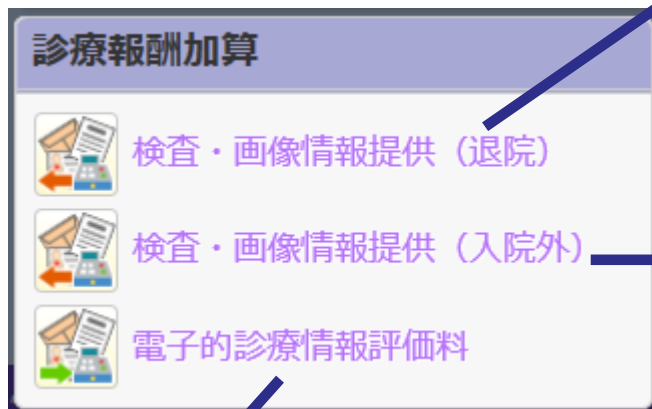 診療報酬加算
検査・画像情報提供（退院）
検査・画像情報提供（入院外）
電子的診療情報評価料